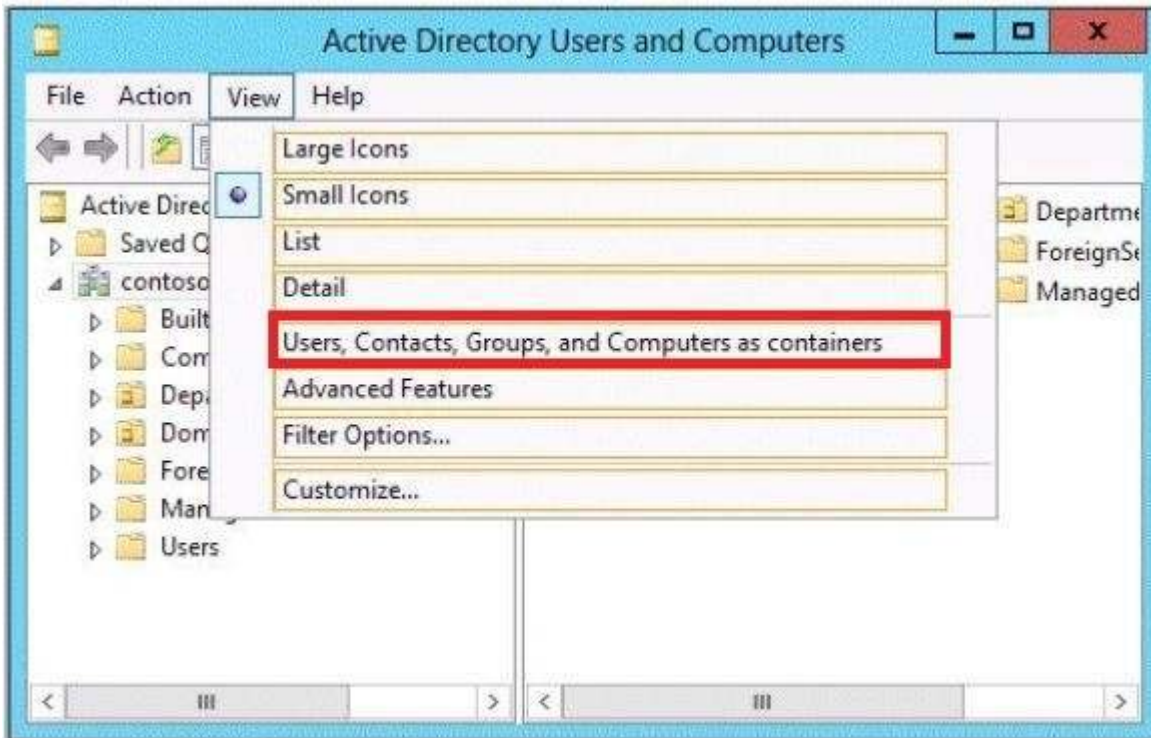 Active Directory Users and Computers
File Action View Help
Large Icons
Small Icons
List
Detail
Users, Contacts, Groups, and Computers as containers
Advanced Features
Filter Options...
Customize...
Active Direc
Saved Q
contoso
Built
Com
Depa
Dom
Fore
Man
Users
Departme
ForeignSe
Managed